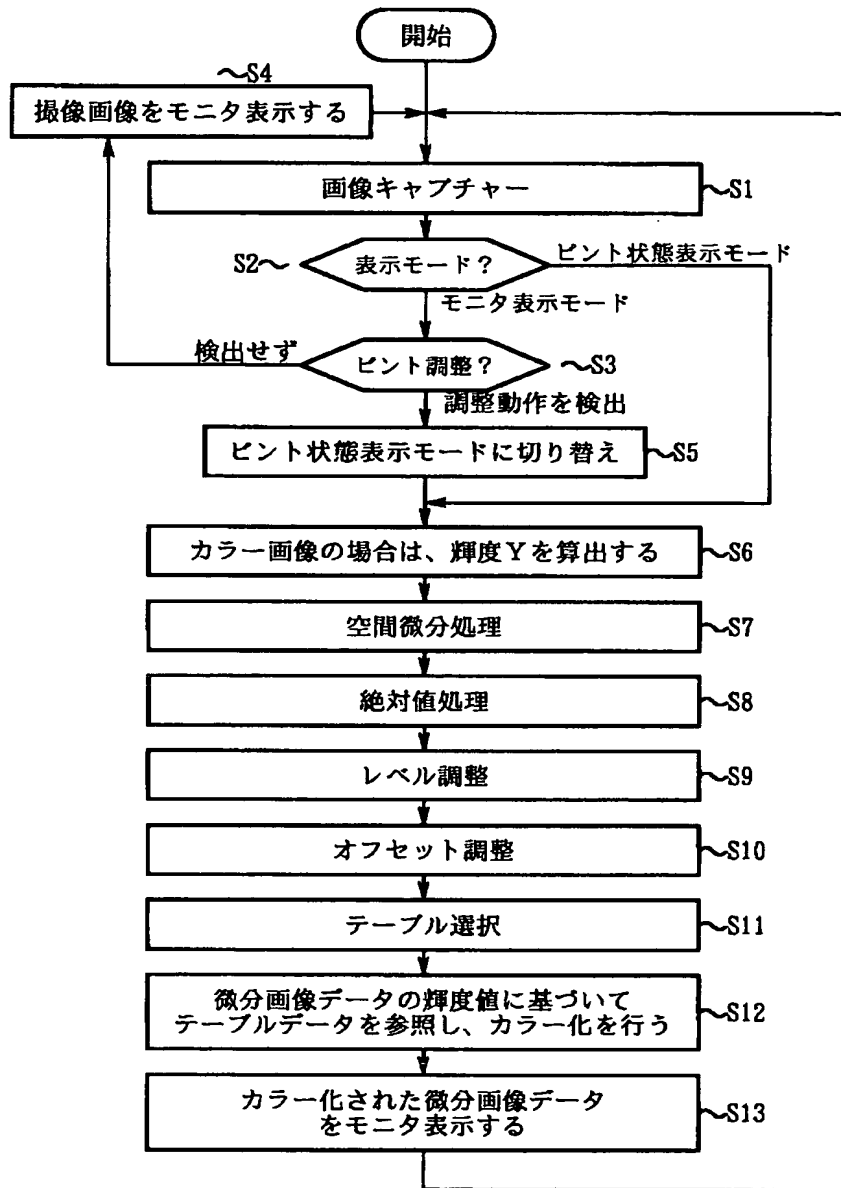 開始
~S4
撮像画像をモニタ表示する
画像キャプチャー
~S1
S2~
表示モード?
ピント状態表示モード
モニタ表示モード
検出せず
ピント調整?
~S3
調整動作を検出
ピント状態表示モードに切り替え
~S5
カラー画像の場合は、輝度Yを算出する
~S6
空間微分処理
~S7
絶対値処理
~S8
レベル調整
~S9
オフセット調整
~S10
テーブル選択
~S11
微分画像データの輝度値に基づいて
テーブルデータを参照し、カラー化を行う
~S12
カラー化された微分画像データ
をモニタ表示する
~S13